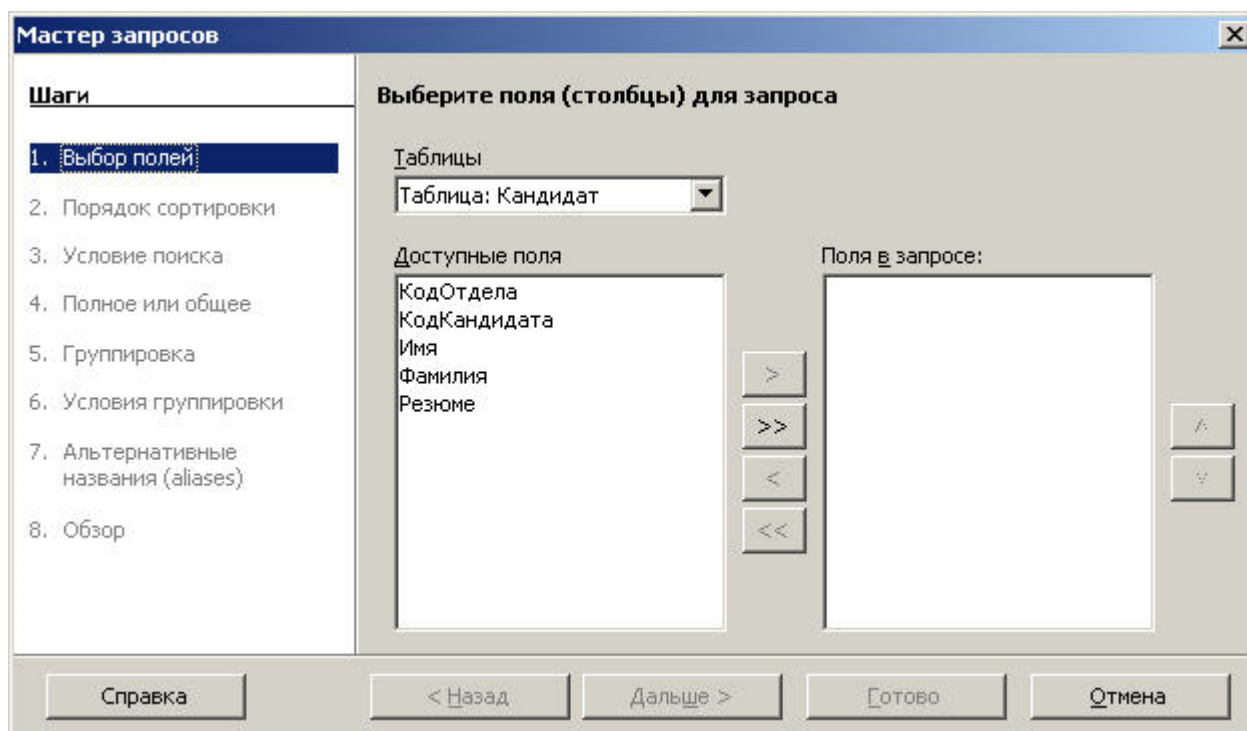 Мастер запросов
Шаги
1. Выбор полей
2. Порядок сортировки
3. Условие поиска
4. Полное или общее
5. Группировка
6. Условия группировки
7. Альтернативные
названия (aliases)
8. Обзор
Выберите поля (столбцы) для запроса
Таблицы
Таблица: Кандидат
Доступные поля
КодОтдела
КодКандидата
Имя
Фамилия
Резюме
>
>>
<
<<
Поля в запросе:
Справка
< Назад
Дальше >
Готово
Отмена